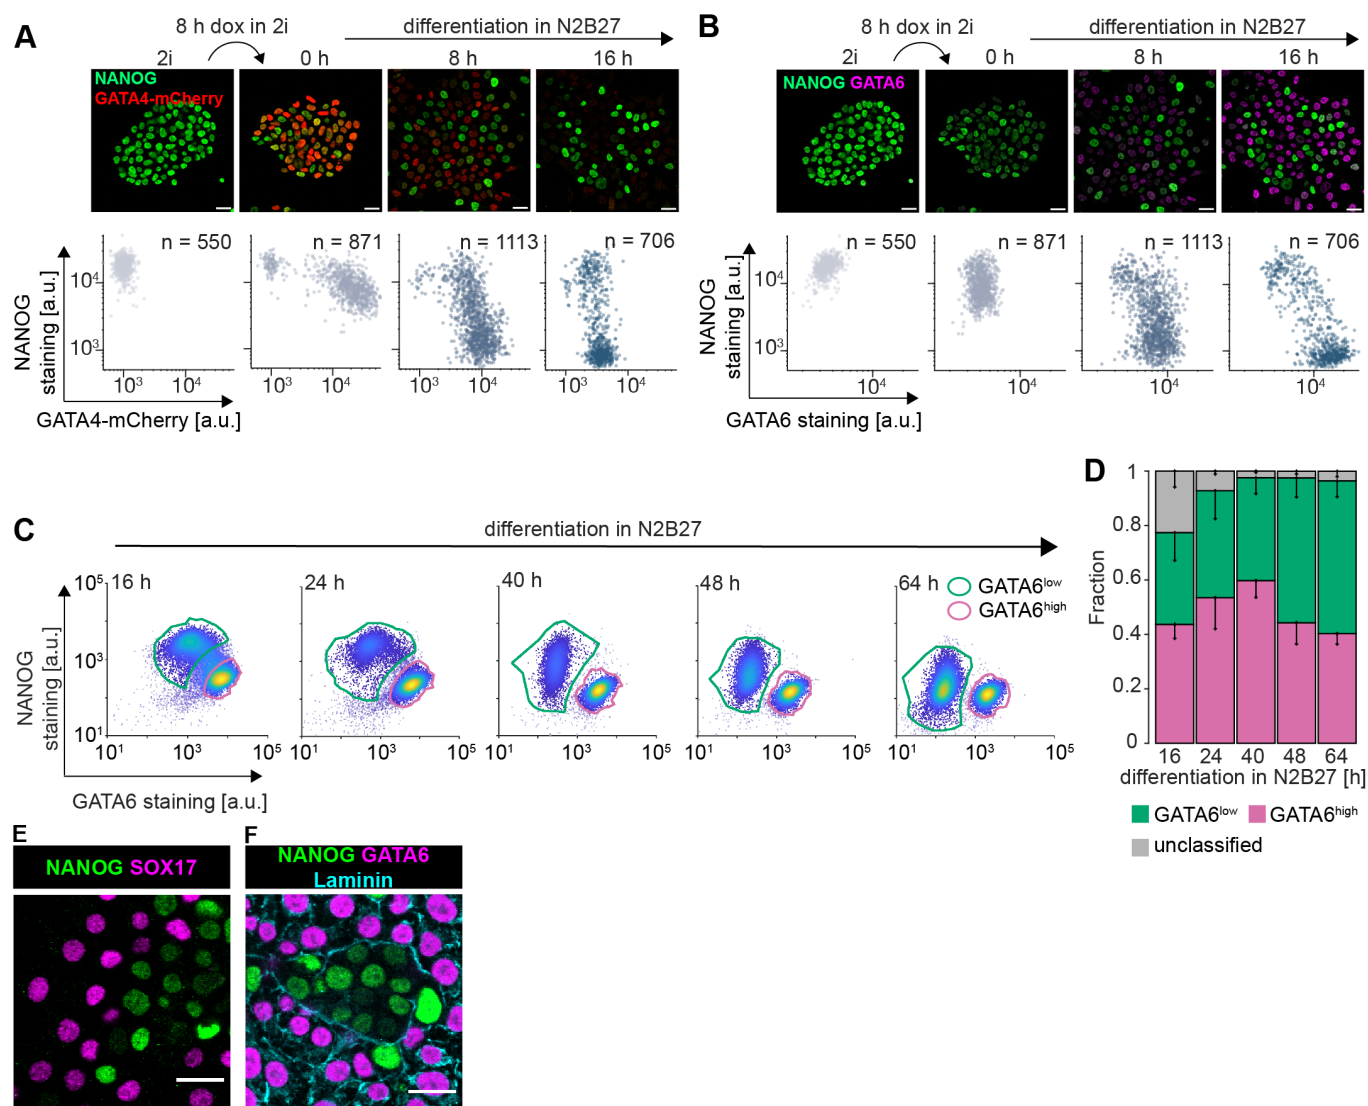 A
8 h dox in 2i
differentiation in N2B27
2i
0 h
8 h
16 h
NANOG
GATA4-mCherry
n = 550
n = 871
n = 1113
n = 706
NANOG
staining [a.u.]
10⁴
10³
10³
10⁴
10³
10⁴
10³
10⁴
10³
10⁴
GATA4-mCherry [a.u.]
B
8 h dox in 2i
differentiation in N2B27
2i
0 h
8 h
16 h
NANOG GATA6
n = 550
n = 871
n = 1113
n = 706
NANOG
staining [a.u.]
10⁴
10³
10⁴
10⁴
10⁴
10⁴
GATA6 staining [a.u.]
C
differentiation in N2B27
16 h
24 h
40 h
48 h
64 h
GATA6ˡᵒʷ
GATA6ʰⁱᵍʰ
NANOG
staining [a.u.]
10⁵
10³
10¹
10¹
10³
10⁵
10¹
10³
10⁵
10¹
10³
10⁵
10¹
10³
10⁵
10¹
10³
10⁵
GATA6 staining [a.u.]
D
Fraction
1
0.8
0.6
0.4
0.2
0
16
24
40
48
64
differentiation in N2B27 [h]
GATA6ˡᵒʷ
GATA6ʰⁱᵍʰ
unclassified
E
NANOG SOX17
F
NANOG GATA6
Laminin